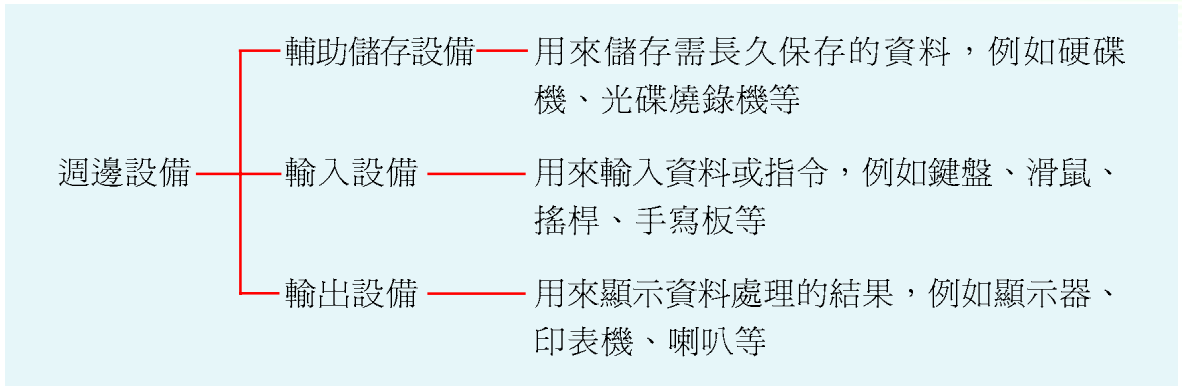 輔助儲存設備 用來儲存需長久保存的資料，例如硬碟
機、光碟燒錄機等
週邊設備 輸入設備 用來輸入資料或指令，例如鍵盤、滑鼠、
搖桿、手寫板等
輸出設備 用來顯示資料處理的結果，例如顯示器、
印表機、喇叭等